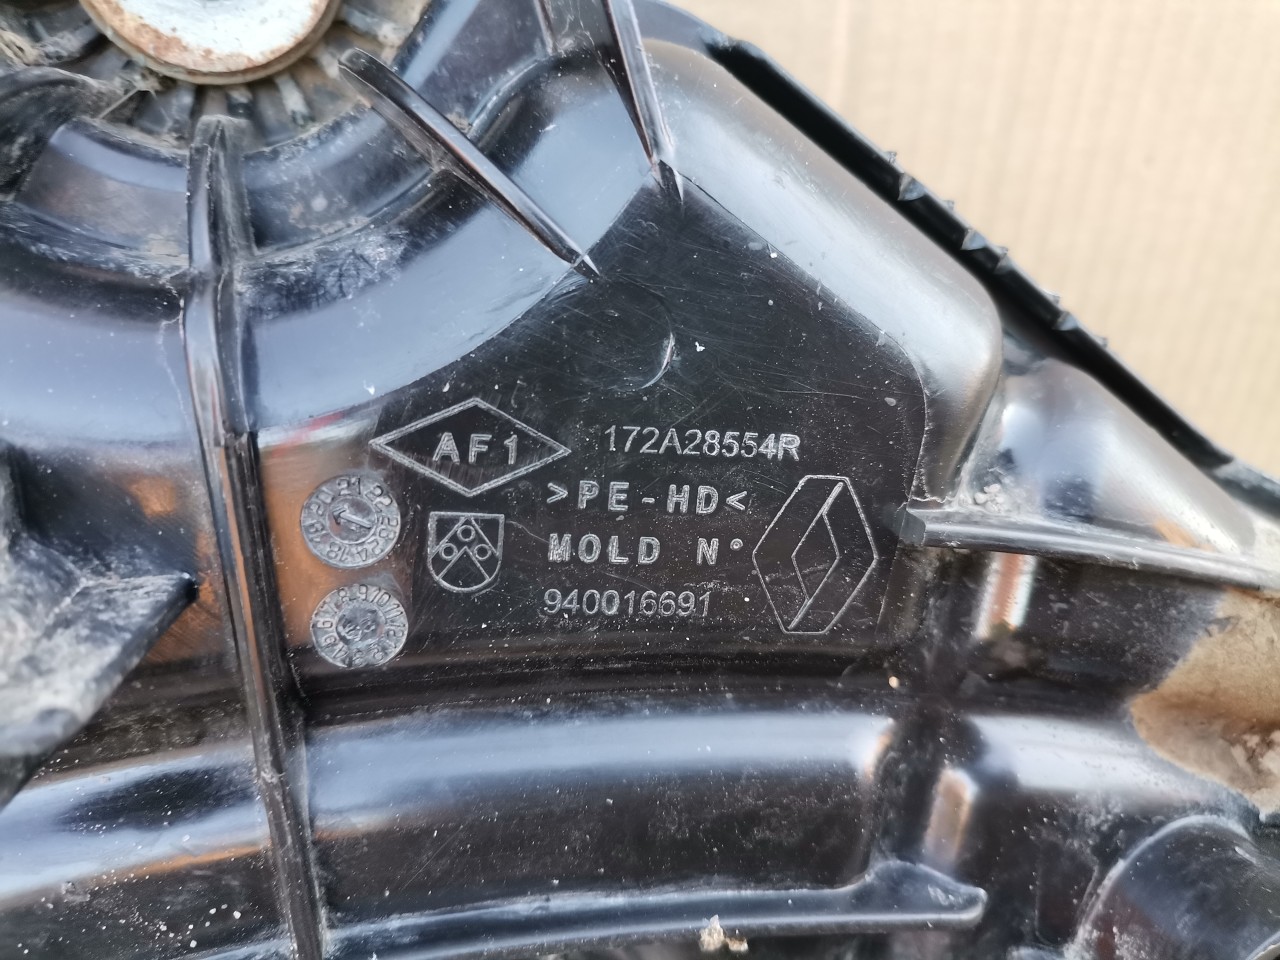 AF1
172A28554R
>PE-HD<
MOLD N°
940016691